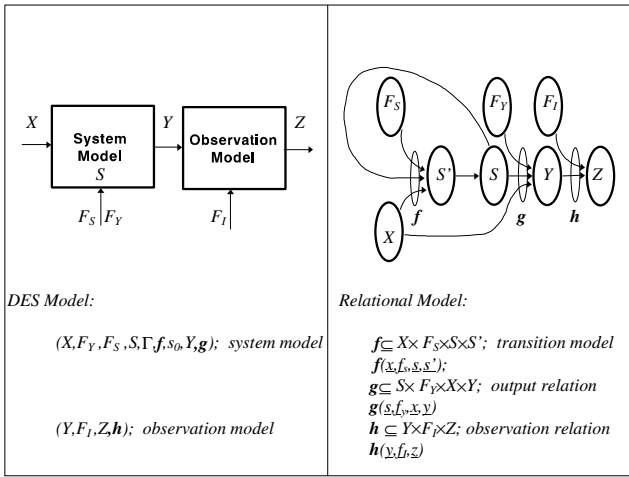 X
System
Model
S
Y
Observation
Model
Z
F_S F_Y
F_I
DES Model:
(X,F_Y ,F_S ,S,Γ,f,s_0,Y,g); system model
(Y,F_I,Z,h); observation model
F_S
F_Y
F_I
S'
S
Y
Z
f
g
h
X
Relational Model:
f⊆ X× F_S×S×S'; transition model
f(x,f_s,s,s');
g⊆ S× F_Y×X×Y; output relation
g(s,f_y,x,y)
h ⊆ Y×F_I×Z; observation relation
h(y,f_I,z)